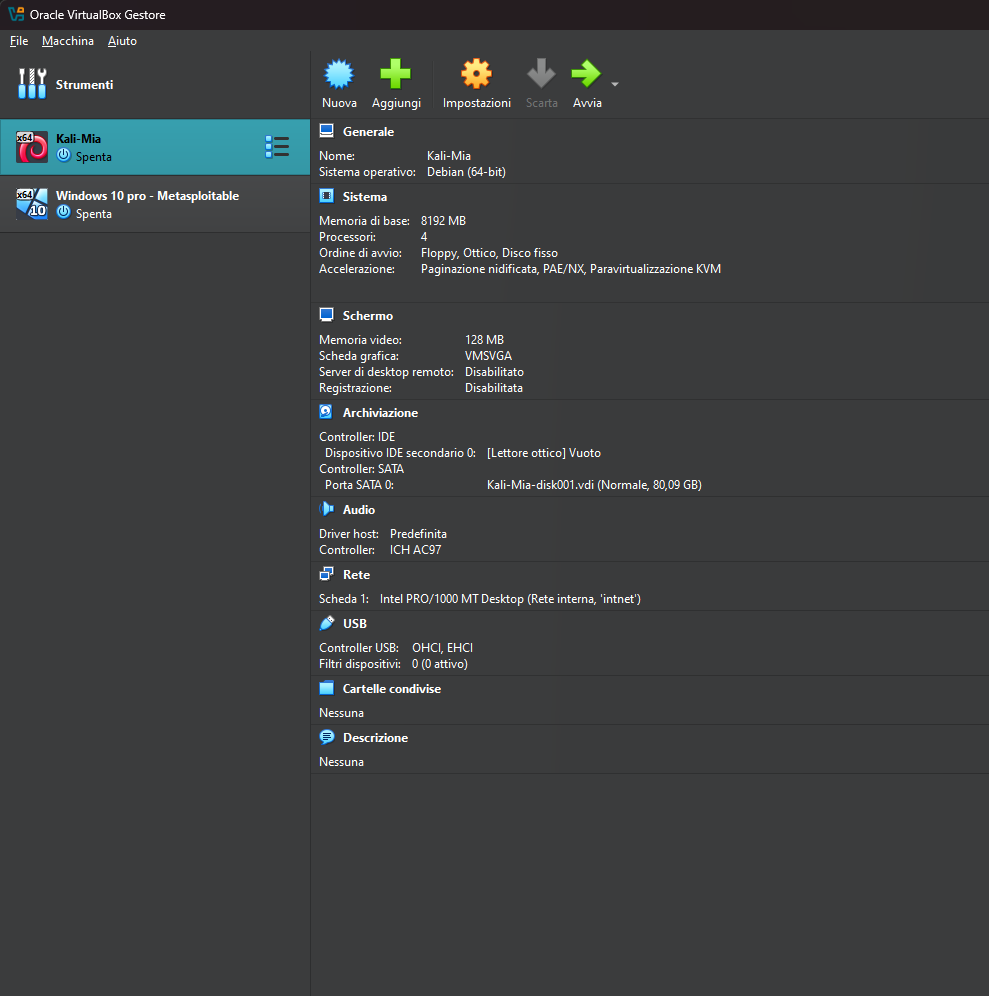 Oracle VirtualBox Gestore
File Macchina Aiuto
Strumenti
Nuova Aggiungi Impostazioni Scarta Avvia
x64
Kali-Mia
Spenta
x64
10
Windows 10 pro - Metasploitable
Spenta
Generale
Nome: Kali-Mia
Sistema operativo: Debian (64-bit)
Sistema
Memoria di base: 8192 MB
Processori: 4
Ordine di avvio: Floppy, Ottico, Disco fisso
Accelerazione: Paginazione nidificata, PAE/NX, Paravirtualizzazione KVM
Schermo
Memoria video: 128 MB
Scheda grafica: VMSVGA
Server di desktop remoto: Disabilitato
Registrazione: Disabilitata
Archiviazione
Controller: IDE
Dispositivo IDE secondario 0: [Lettore ottico] Vuoto
Controller: SATA
Porta SATA 0: Kali-Mia-disk001.vdi (Normale, 80,09 GB)
Audio
Driver host: Predefinita
Controller: ICH AC97
Rete
Scheda 1: Intel PRO/1000 MT Desktop (Rete interna, 'intnet')
USB
Controller USB: OHCI, EHCI
Filtri dispositivi: 0 (0 attivo)
Cartelle condivise
Nessuna
Descrizione
Nessuna